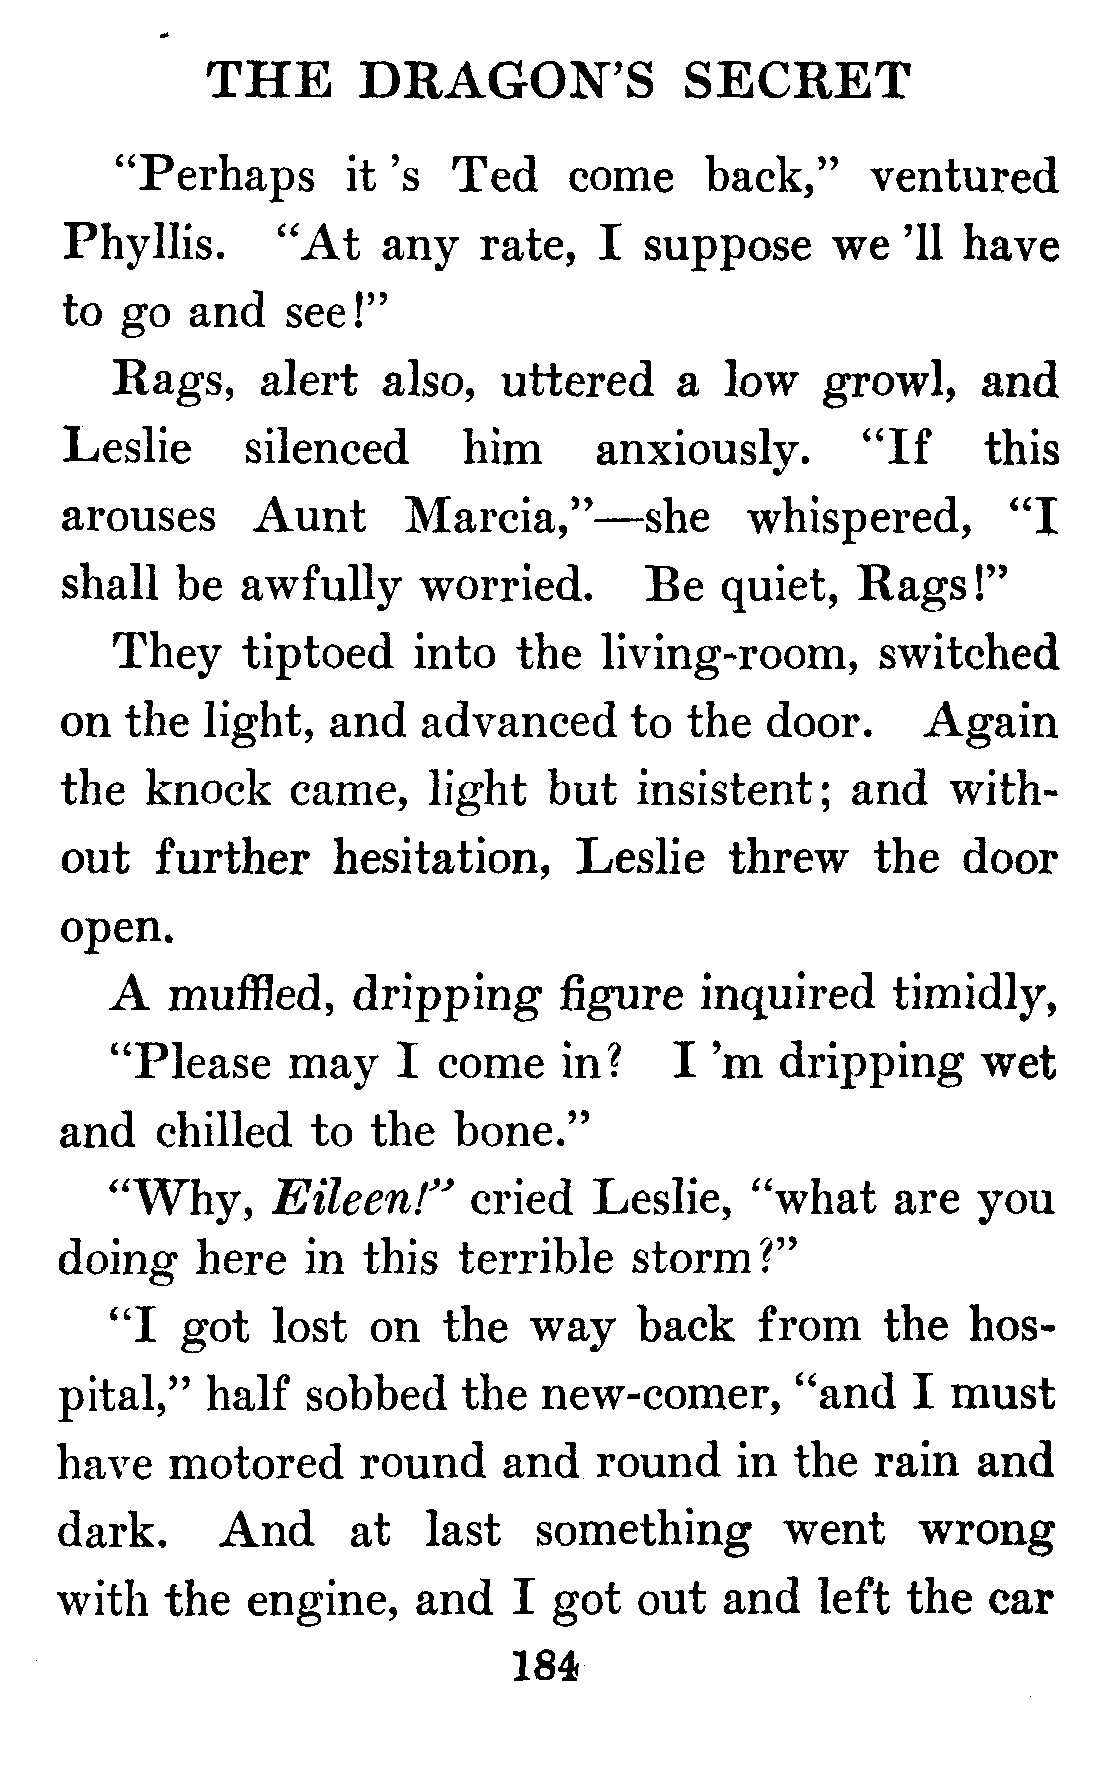 THE DRAGON'S SECRET
“Perhaps it 's Ted come back,” ventured
Phyllis. “At any rate, I suppose we 'll have
to go and see!”
Rags, alert also, uttered a low growl, and
Leslie silenced him anxiously. “If this
arouses Aunt Marcia,”—she whispered, “I
shall be awfully worried. Be quiet, Rags!”
They tiptoed into the living-room, switched
on the light, and advanced to the door. Again
the knock came, light but insistent; and with-
out further hesitation, Leslie threw the door
open.
A muffled, dripping figure inquired timidly,
“Please may I come in? I 'm dripping wet
and chilled to the bone.”
“Why, Eileen!” cried Leslie, “what are you
doing here in this terrible storm?”
“I got lost on the way back from the hos-
pital,” half sobbed the new-comer, “and I must
have motored round and round in the rain and
dark. And at last something went wrong
with the engine, and I got out and left the car
184